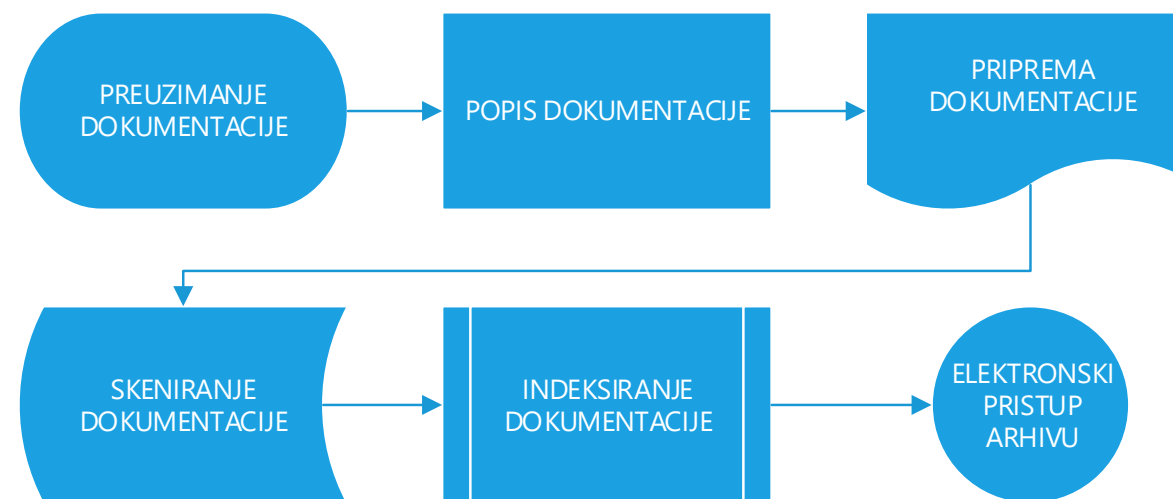 PREUZIMANJE
DOKUMENTACIJE
POPIS DOKUMENTACIJE
PRIPREMA
DOKUMENTACIJE
SKENIRANJE
DOKUMENTACIJE
INDEKSIRANJE
DOKUMENTACIJE
ELEKTRONSKI
PRISTUP
ARHIVU